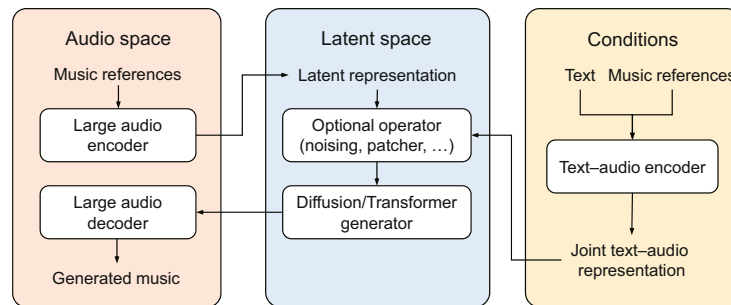 Audio space
Music references
Large audio
encoder
Large audio
decoder
Generated music
Latent space
Latent representation
Optional operator
(noising, patcher, …)
Diffusion/Transformer
generator
Conditions
Text Music references
Text–audio encoder
Joint text–audio
representation